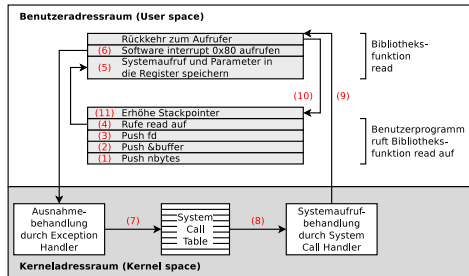 Benutzeradressraum (User space)
Rückkehr zum Aufrufer
(6) Software interrupt 0x80 aufrufen
(5) Systemaufruf und Parameter in
die Register speichern
Bibliotheks-
funktion
read
(10)
(9)
(11) Erhöhe Stackpointer
(4) Rufe read auf
(3) Push fd
(2) Push &buffer
(1) Push nbytes
Benutzerprogramm
ruft Bibliotheks-
funktion read auf
Ausnahme-
behandlung
durch Exception
Handler
(7)
System
Call
Table
(8)
Systemaufruf-
behandlung
durch System
Call Handler
Kerneladressraum (Kernel space)